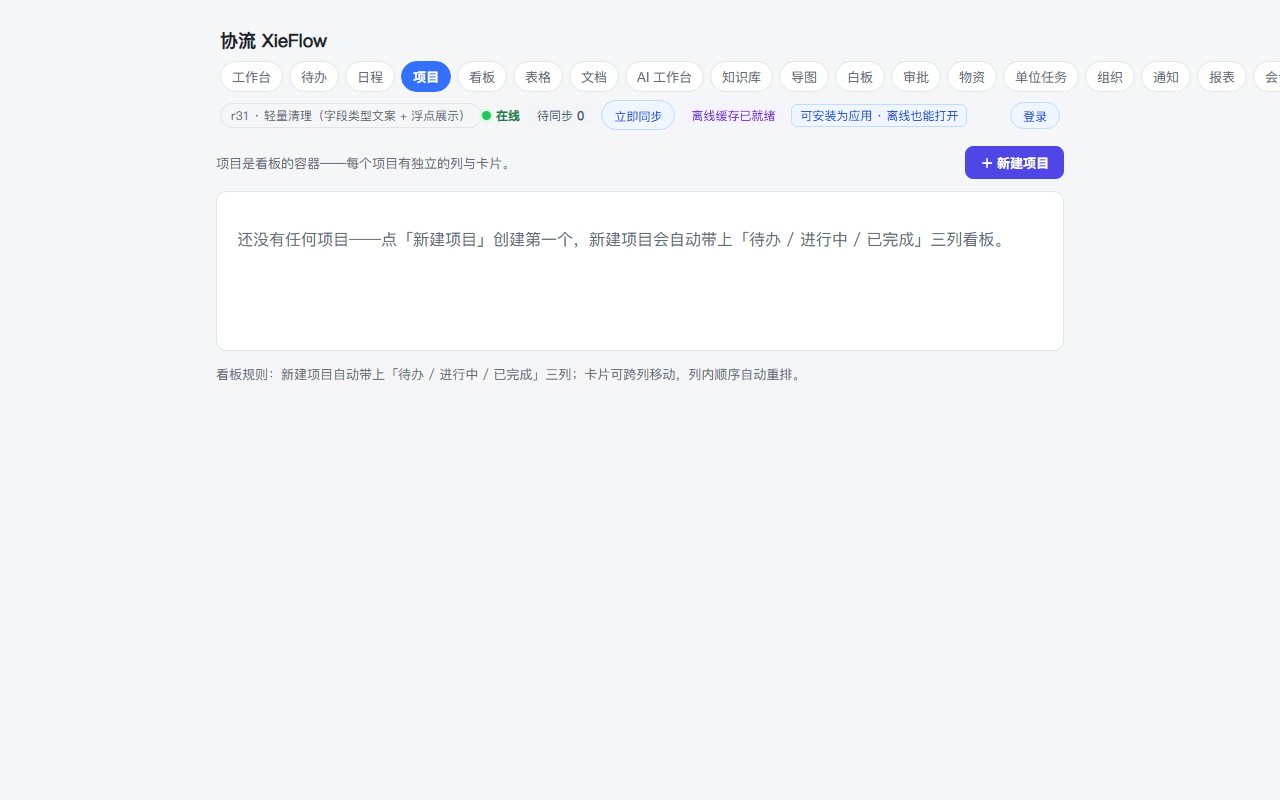 协流 XieFlow
工作台 待办 日程 项目 看板 表格 文档 AI 工作台 知识库 导图 白板 审批 物资 单位任务 组织 通知 报表
r31 · 轻量清理（字段类型文案 + 浮点展示） 在线 待同步 0 立即同步 离线缓存已就绪 可安装为应用 · 离线也能打开 登录
项目是看板的容器——每个项目有独立的列与卡片。 ＋ 新建项目
还没有任何项目——点「新建项目」创建第一个，新建项目会自动带上「待办 / 进行中 / 已完成」三列看板。
看板规则：新建项目自动带上「待办 / 进行中 / 已完成」三列；卡片可跨列移动，列内顺序自动重排。